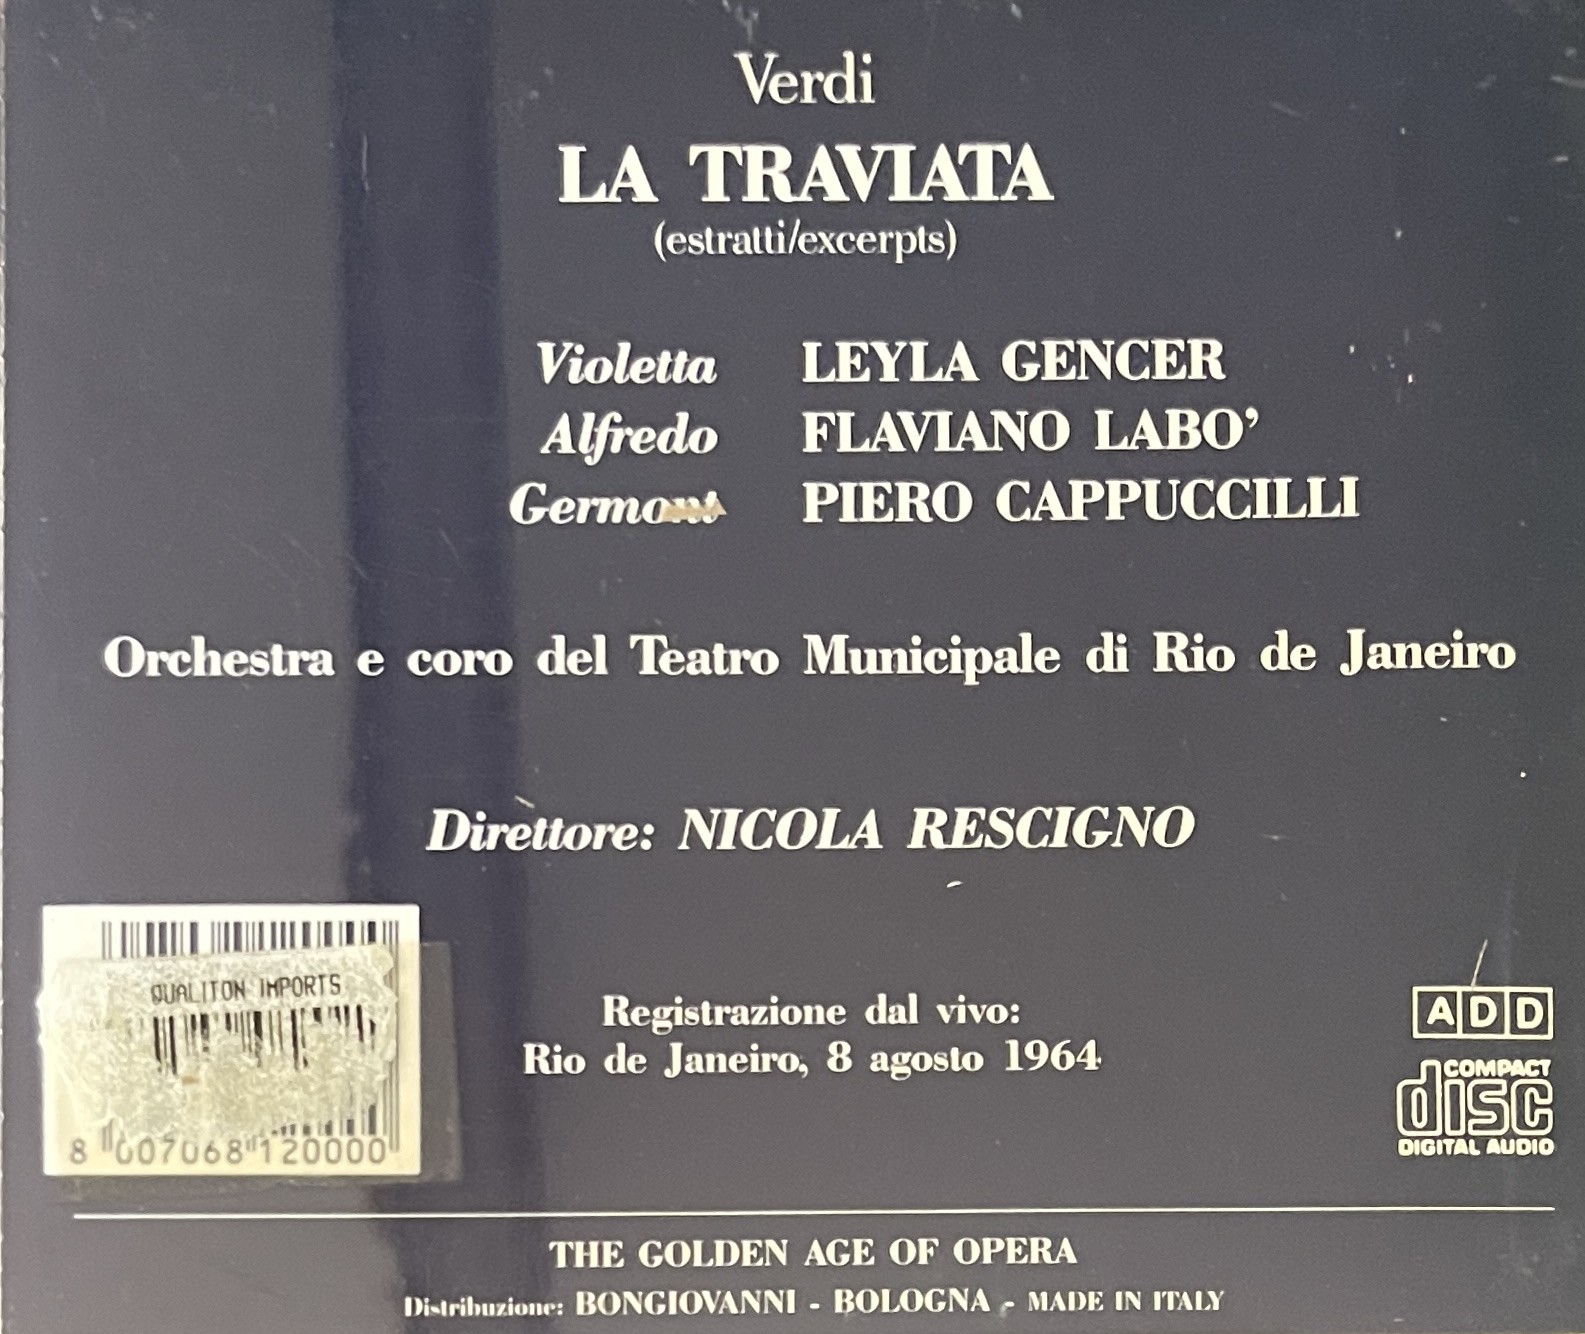 Verdi
LA TRAVIATA
(estratti/excerpts)
Violetta LEYLA GENCER
Alfredo FLAVIANO LABO'
Germont PIERO CAPPUCCILLI
Orchestra e coro del Teatro Municipale di Rio de Janeiro
Direttore: NICOLA RESCIGNO
QUALITON IMPORTS
8 007068 120000
Registrazione dal vivo:
Rio de Janeiro, 8 agosto 1964
ADD
COMPACT
disc
DIGITAL AUDIO
THE GOLDEN AGE OF OPERA
Distribuzione: BONGIOVANNI - BOLOGNA - MADE IN ITALY